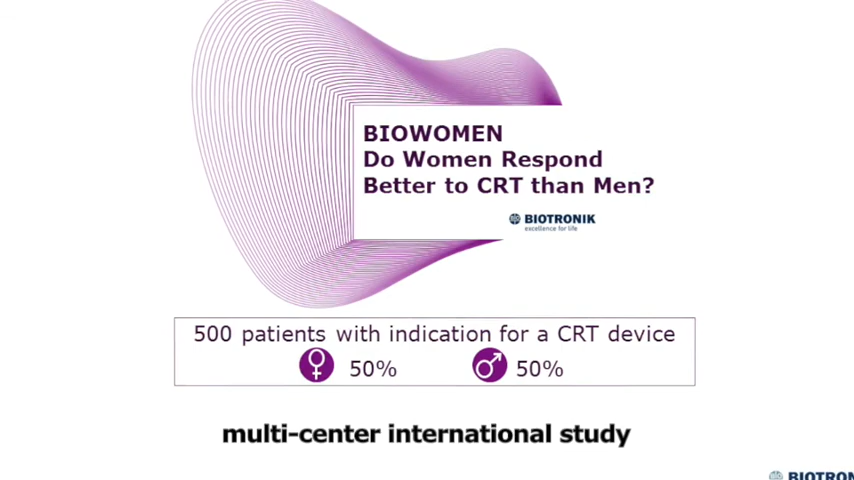 BIOWOMEN
Do Women Respond
Better to CRT than Men?
BIOTRONIK
excellence for life
500 patients with indication for a CRT device
50% 50%
multi-center international study
BIOTRON